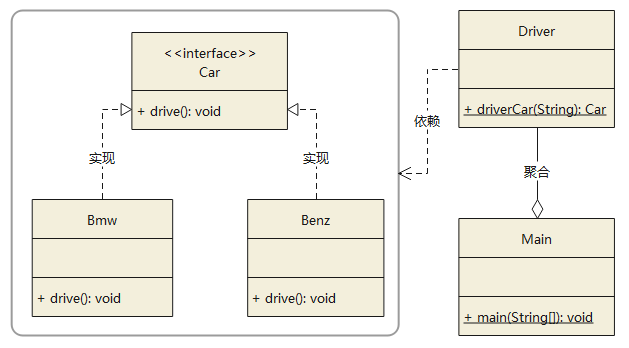 <<interface>>
Car
+ drive(): void
实现
实现
Bmw
+ drive(): void
Benz
+ drive(): void
依赖
Driver
+ driverCar(String): Car
聚合
Main
+ main(String[]): void